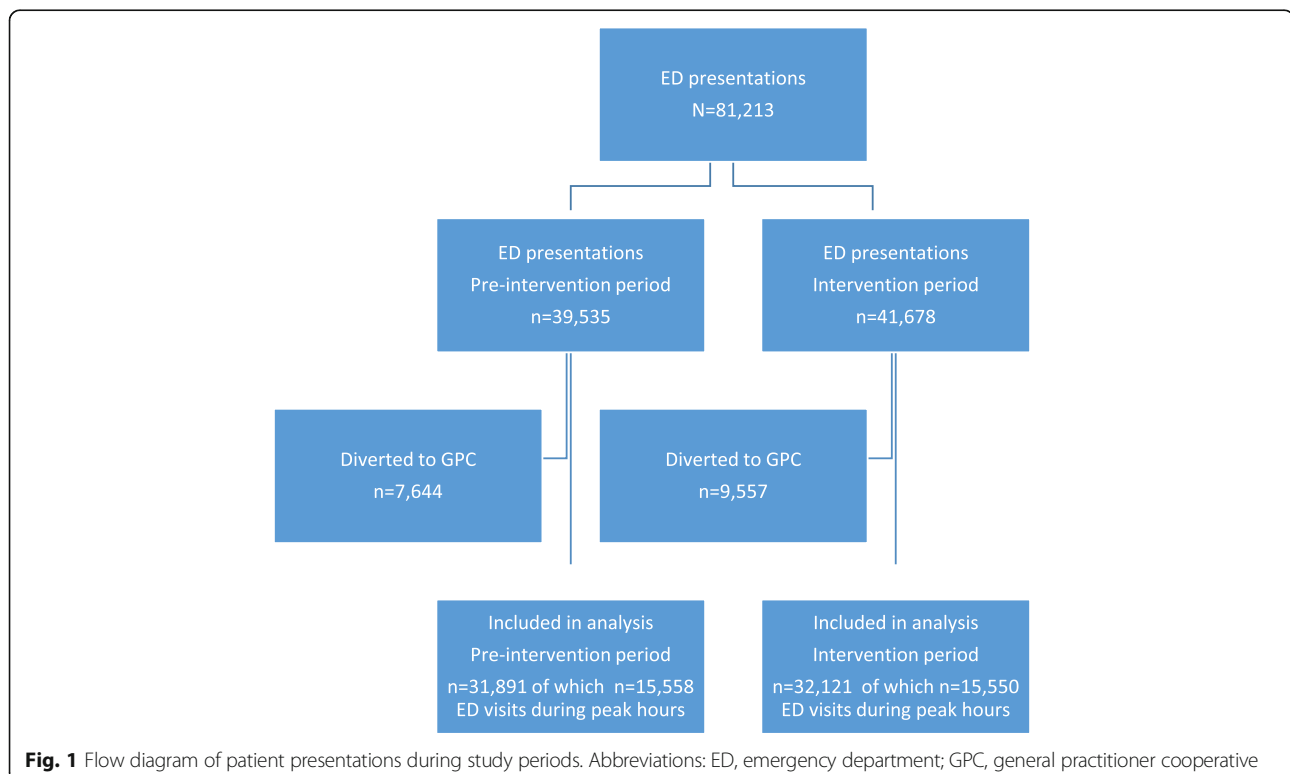 ED presentations
N=81,213
ED presentations
Pre-intervention period
n=39,535
ED presentations
Intervention period
n=41,678
Diverted to GPC
n=7,644
Diverted to GPC
n=9,557
Included in analysis
Pre-intervention period
n=31,891 of which n=15,558
ED visits during peak hours
Included in analysis
Intervention period
n=32,121 of which n=15,550
ED visits during peak hours
Fig. 1 Flow diagram of patient presentations during study periods. Abbreviations: ED, emergency department; GPC, general practitioner cooperative